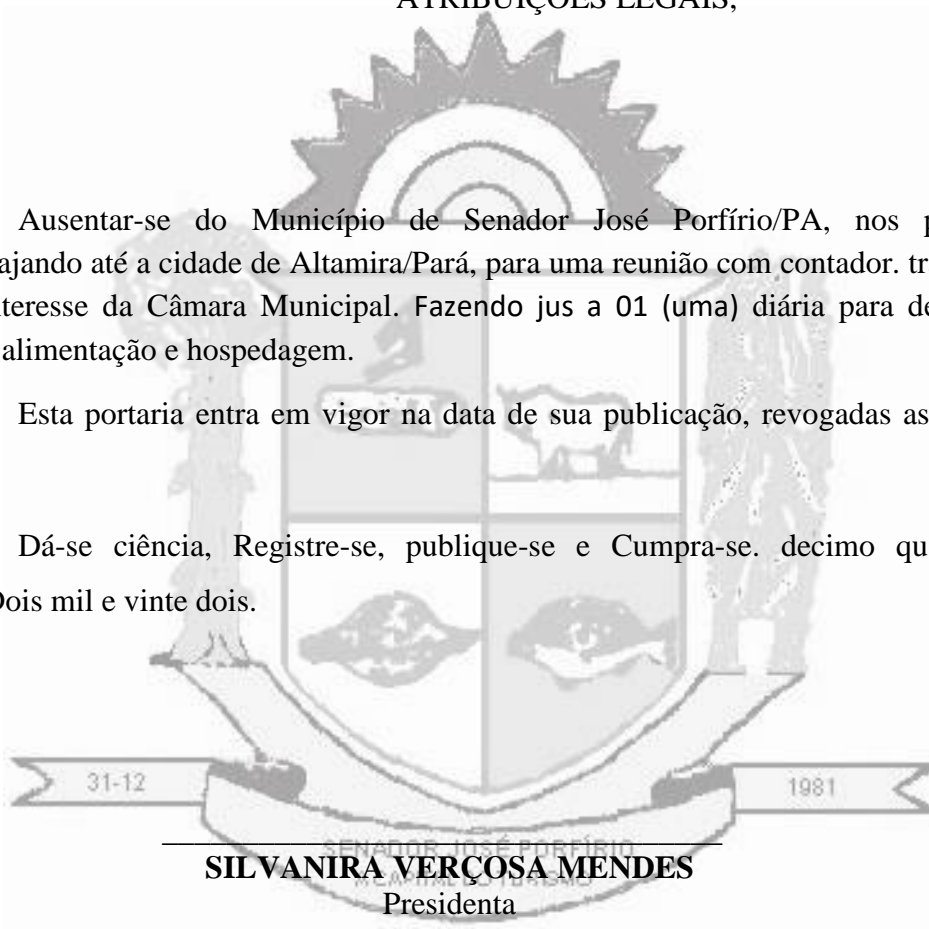 ATRIBUIÇÕES LEGAIS,
Ausentar-se do Município de Senador José Porfírio/PA, nos p
ajando até a cidade de Altamira/Pará, para uma reunião com contador. tr
teresse da Câmara Municipal. Fazendo jus a 01 (uma) diária para de
alimentação e hospedagem.
Esta portaria entra em vigor na data de sua publicação, revogadas as
Dá-se ciência, Registre-se, publique-se e Cumpra-se. decimo qu
Dois mil e vinte dois.
31-12
1981
SENADOR JOSÉ PORFÍRIO
SILVANIRA VERÇOSA MENDES
Presidenta